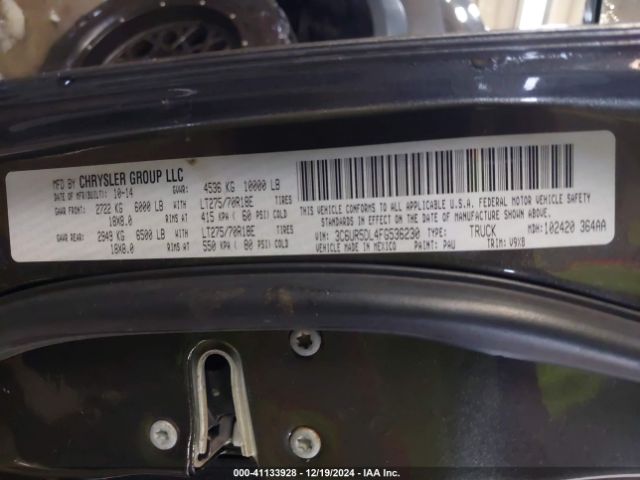 MFD BY CHRYSLER GROUP LLC
DATE OF MFR(BUILT): 10-14 GVWR: 4536 KG 10000 LB
GAWR FRONT: 2722 KG 6000 LB LT275/70R18E TIRES
18X8.0 RIMS AT 415 KPA ( 60 PSI) COLD
GAWR REAR: 2949 KG 6500 LB LT275/70R18E TIRES
18X8.0 RIMS AT 550 KPA ( 80 PSI) COLD
THIS VEHICLE CONFORMS TO ALL APPLICABLE U.S.A. FEDERAL MOTOR VEHICLE SAFETY
STANDARDS IN EFFECT ON THE DATE OF MANUFACTURE SHOWN ABOVE.
VIN: 3C6UR5DL4FG536230 TYPE: TRUCK MDH: 102420 364AA
VEHICLE MADE IN MEXICO PAINT: PAU TRIM: V9X8
000-41133928 - 12/19/2024 - IAA Inc.